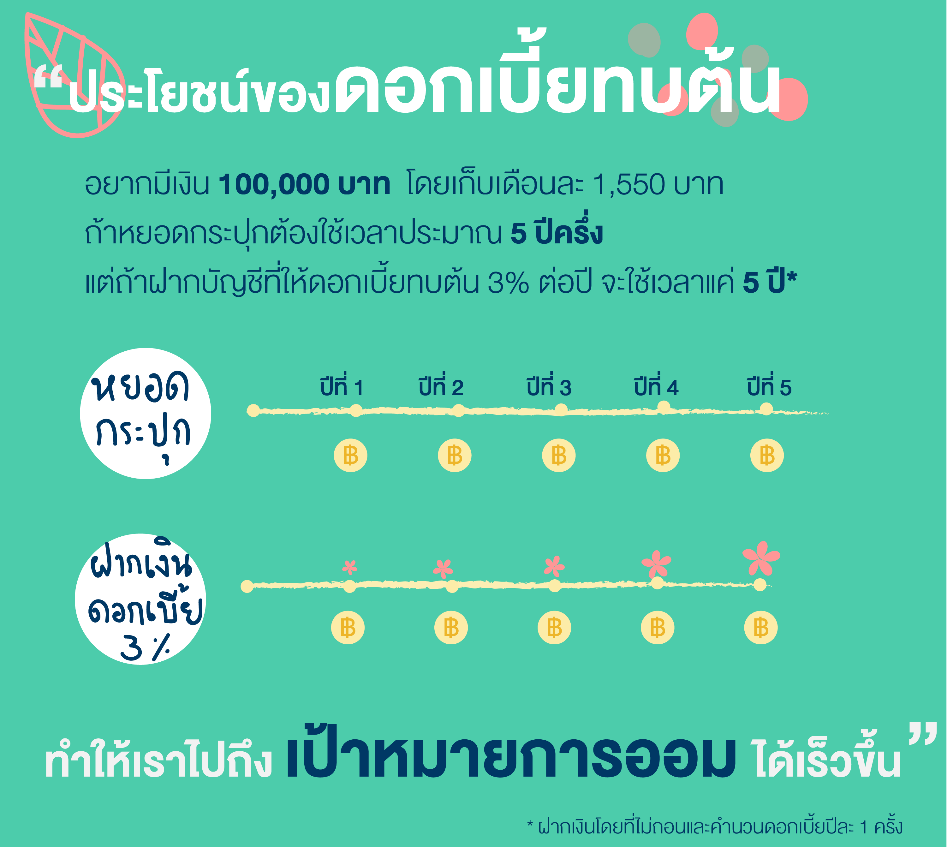 “ประโยชน์ของดอกเบี้ยทบต้น
อยากมีเงิน 100,000 บาท โดยเก็บเดือนละ 1,550 บาท
ถ้าหยอดกระปุกต้องใช้เวลาประมาณ 5 ปีครึ่ง
แต่ถ้าฝากบัญชีที่ให้ดอกเบี้ยทบต้น 3% ต่อปี จะใช้เวลาแค่ 5 ปี*
หยอด
กระปุก
ปีที่ 1 ปีที่ 2 ปีที่ 3 ปีที่ 4 ปีที่ 5
฿ ฿ ฿ ฿ ฿
ฝากเงิน
ดอกเบี้ย
3%
฿ ฿ ฿ ฿ ฿
ทำให้เราไปถึง เป้าหมายการออม ได้เร็วขึ้น”
* ฝากเงินโดยที่ไม่ถอนและคำนวนดอกเบี้ยปีละ 1 ครั้ง